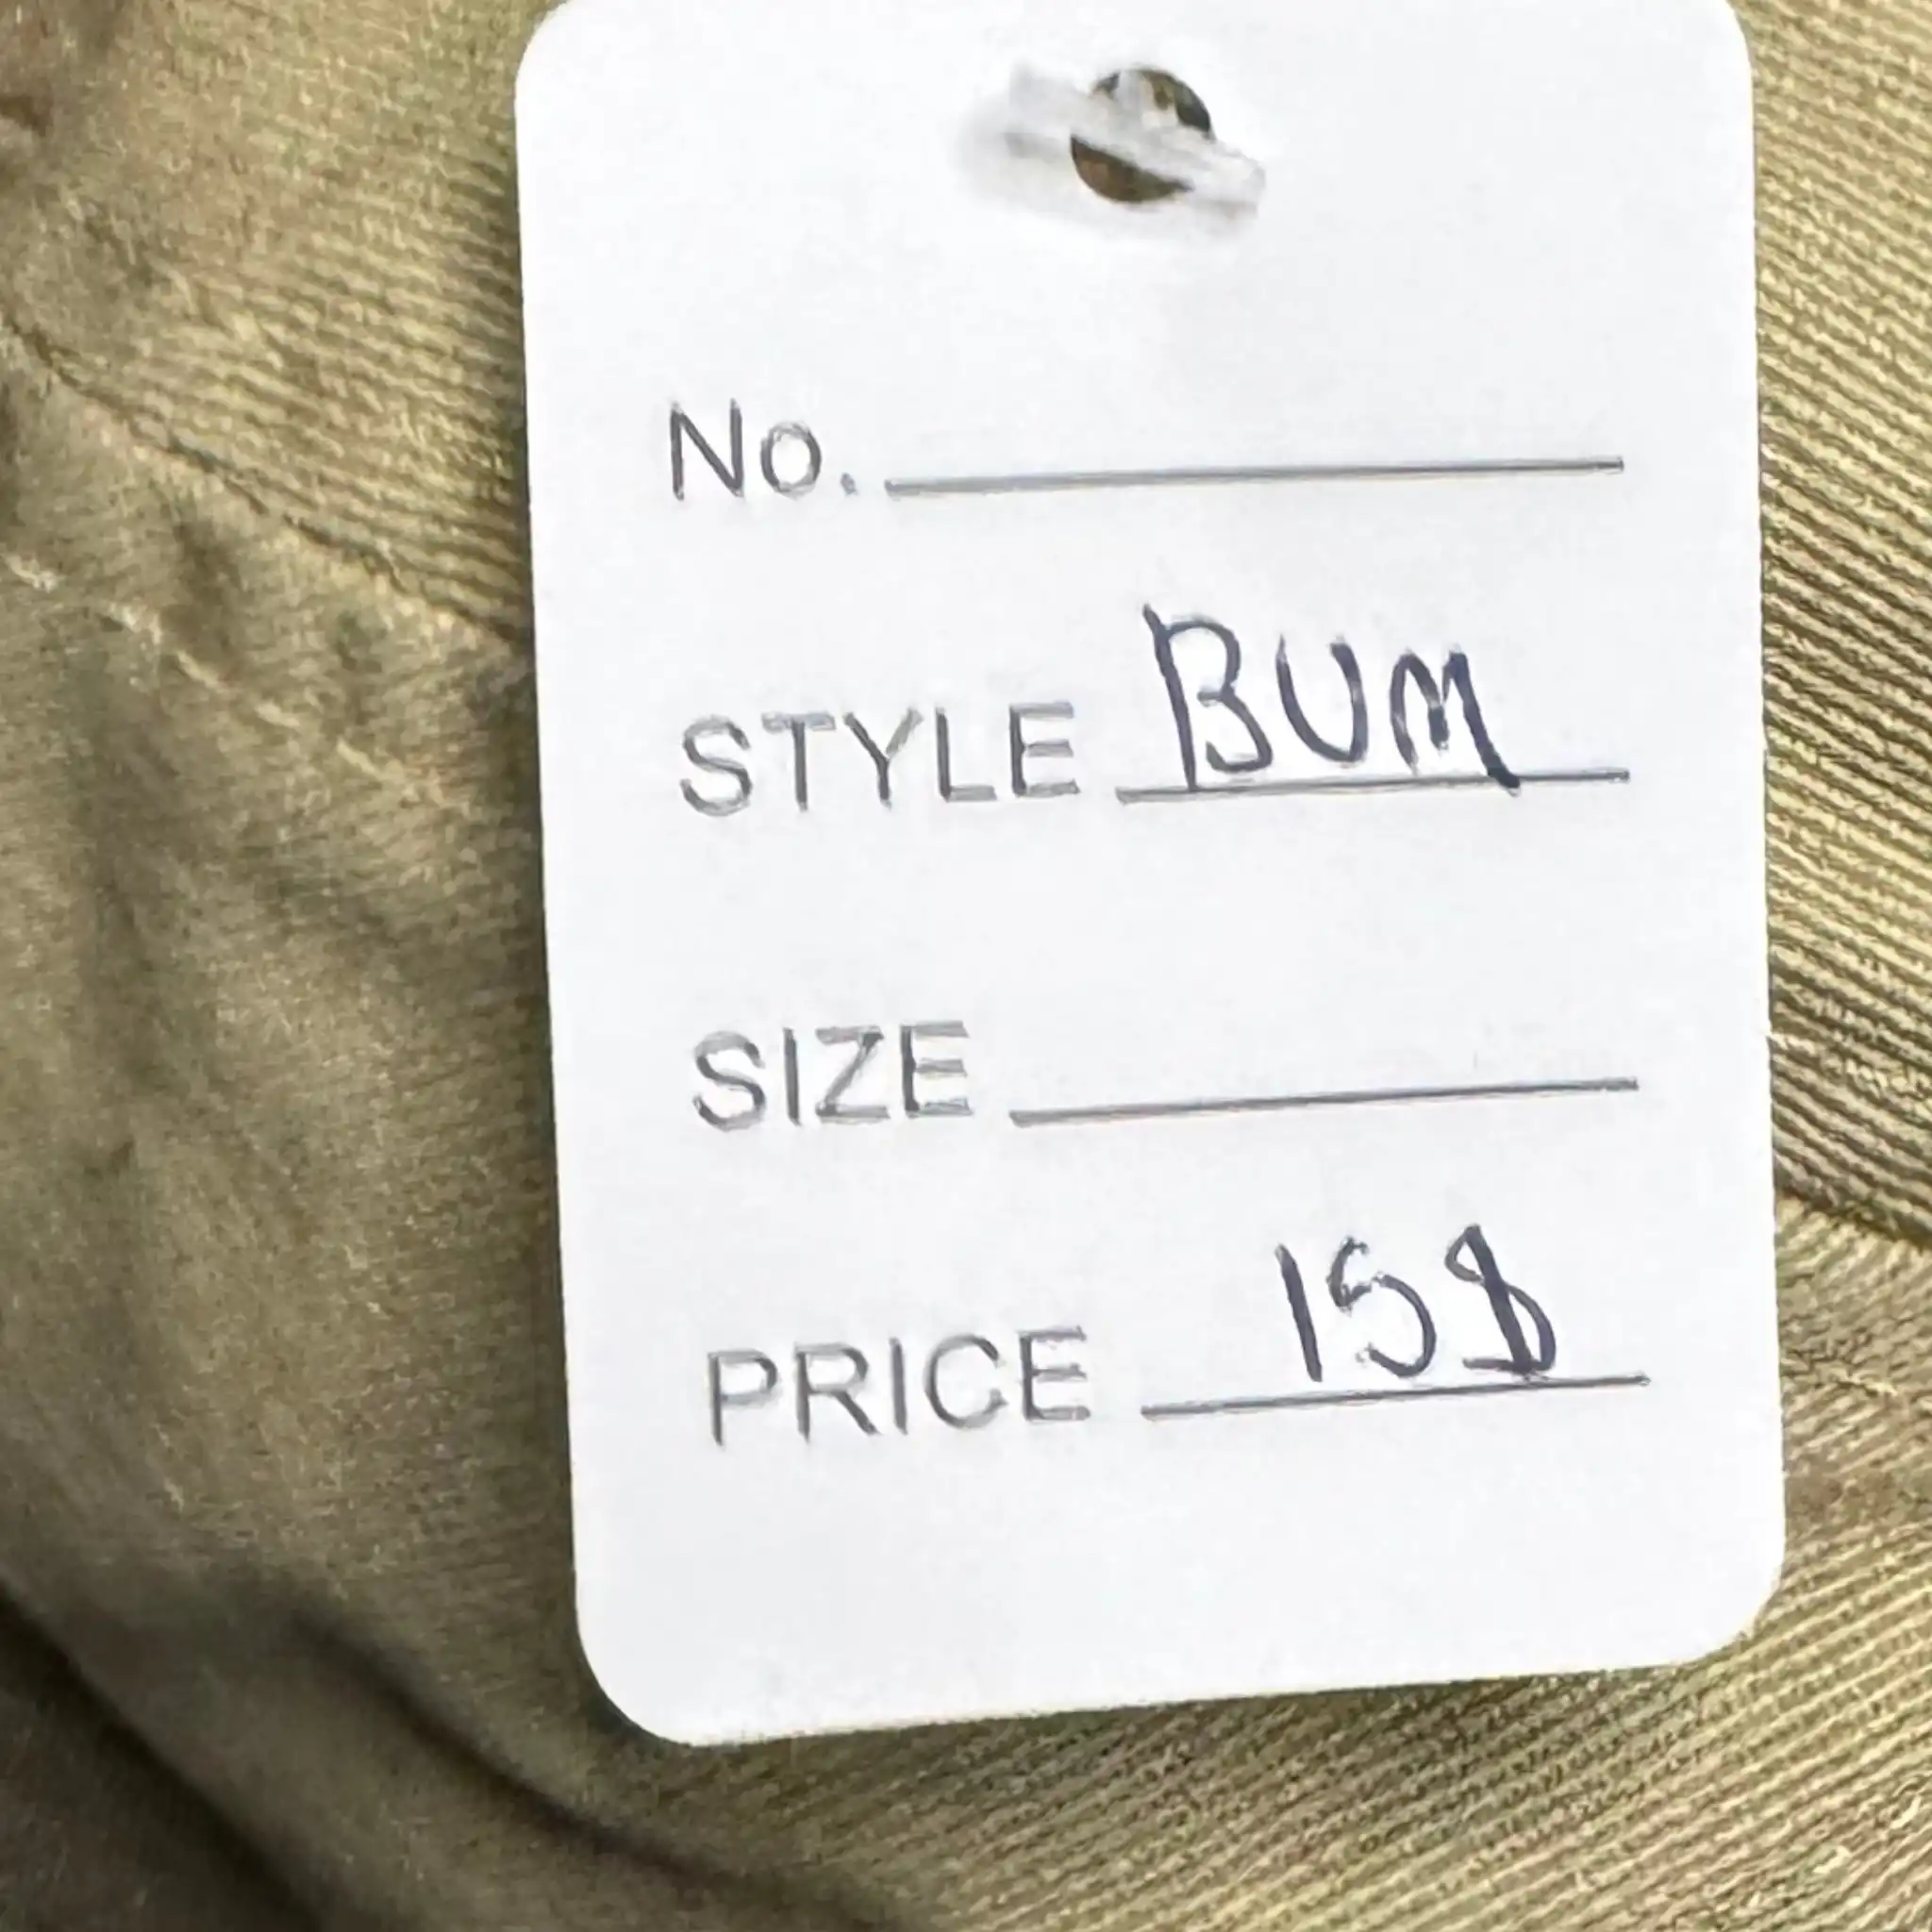 No.
STYLE BUM
SIZE
PRICE 15$